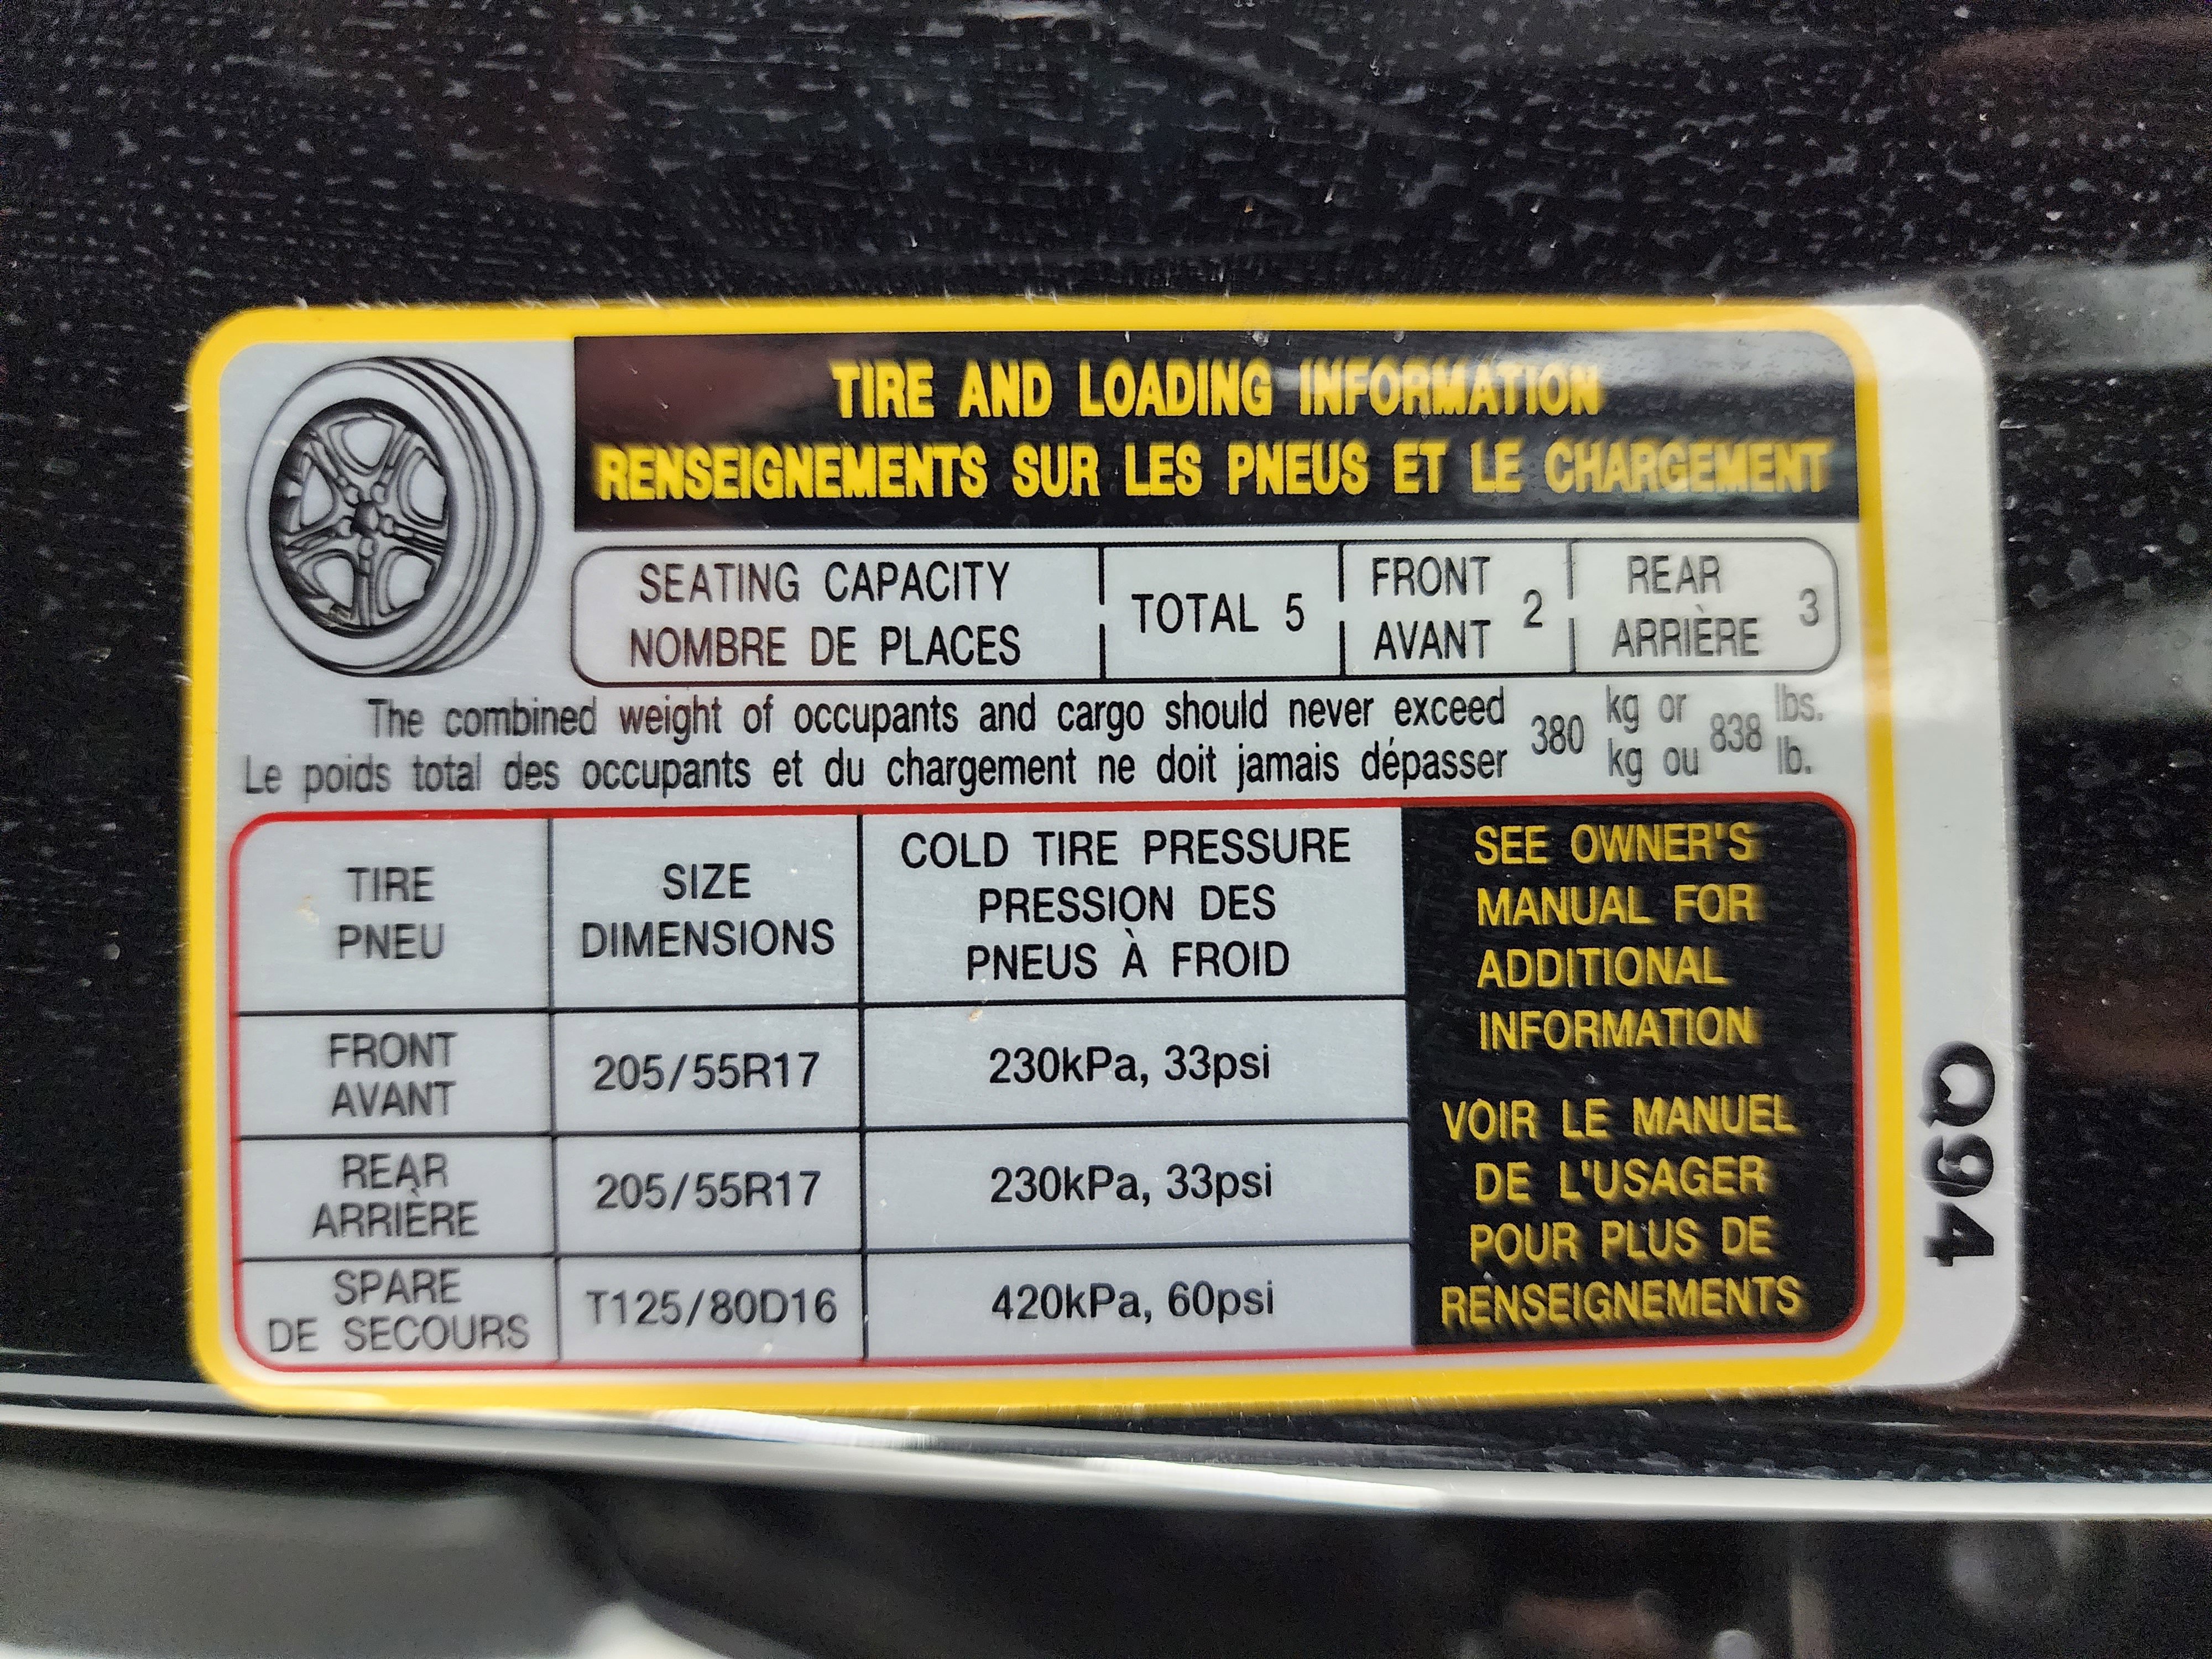 TIRE AND LOADING INFORMATION
RENSEIGNEMENTS SUR LES PNEUS ET LE CHARGEMENT
SEATING CAPACITY
NOMBRE DE PLACES
TOTAL 5
FRONT
AVANT
2
REAR
ARRIÈRE
3
The combined weight of occupants and cargo should never exceed 380 kg or 838 lbs.
Le poids total des occupants et du chargement ne doit jamais dépasser kg ou lb.
TIRE
PNEU
SIZE
DIMENSIONS
COLD TIRE PRESSURE
PRESSION DES
PNEUS À FROID
FRONT
AVANT
205/55R17
230kPa, 33psi
REAR
ARRIÈRE
205/55R17
230kPa, 33psi
SPARE
DE SECOURS
T125/80D16
420kPa, 60psi
SEE OWNER'S
MANUAL FOR
ADDITIONAL
INFORMATION
VOIR LE MANUEL
DE L'USAGER
POUR PLUS DE
RENSEIGNEMENTS
Q94